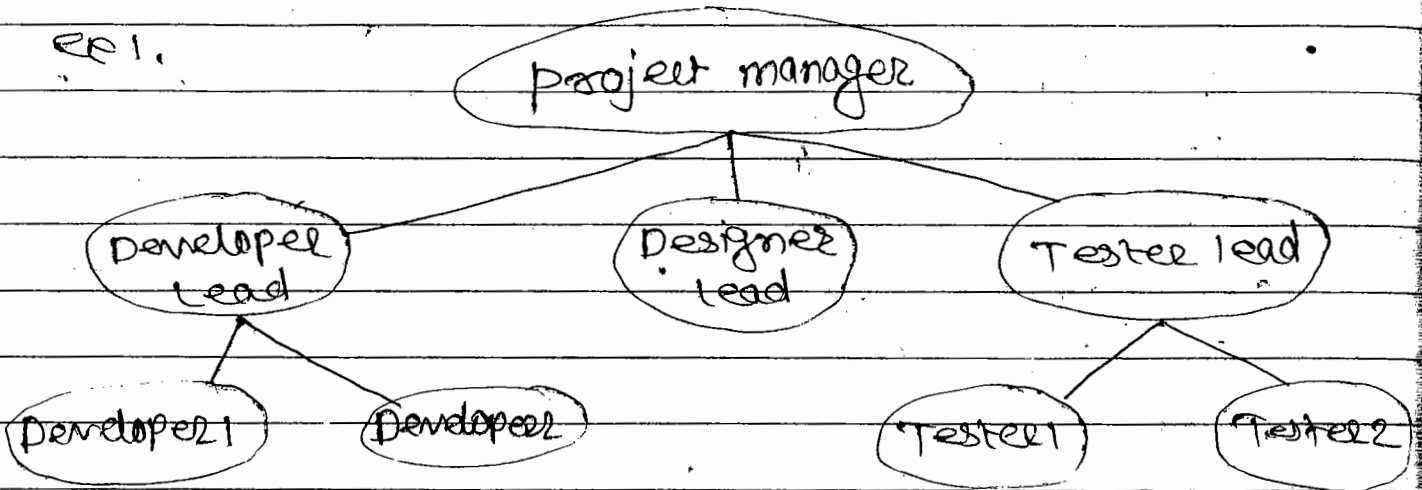 project manager
Developer
Lead
Designer
lead
Tester lead
Developer1
Developer2
Tester1
Tester2